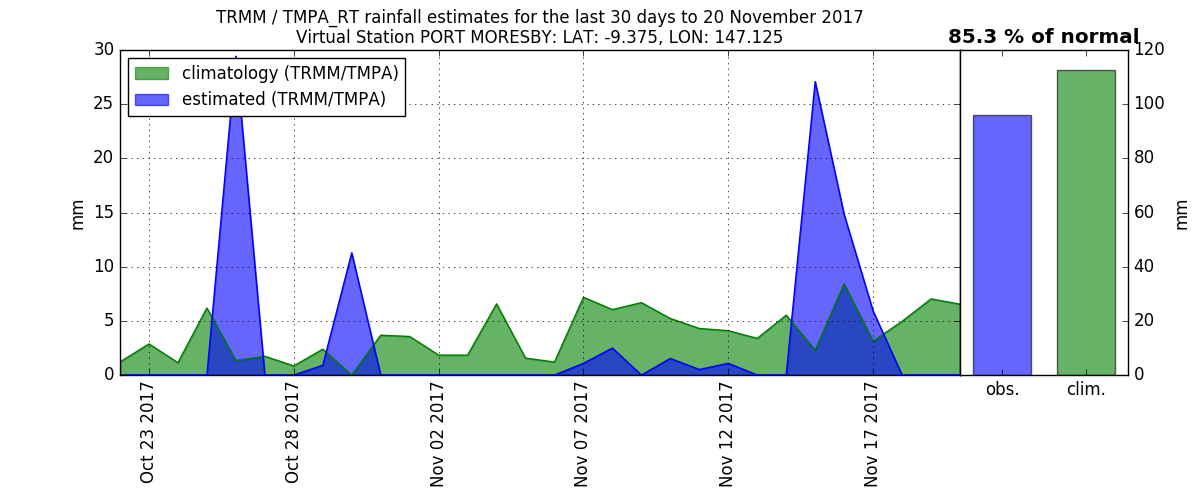 TRMM / TMPA_RT rainfall estimates for the last 30 days to 20 November 2017
Virtual Station PORT MORESBY: LAT: -9.375, LON: 147.125
85.3 % of normal
climatology (TRMM/TMPA)
estimated (TRMM/TMPA)
30
25
20
15
10
5
0
mm
Oct 23 2017
Oct 28 2017
Nov 02 2017
Nov 07 2017
Nov 12 2017
Nov 17 2017
obs.
clim.
120
100
80
60
40
20
0
mm